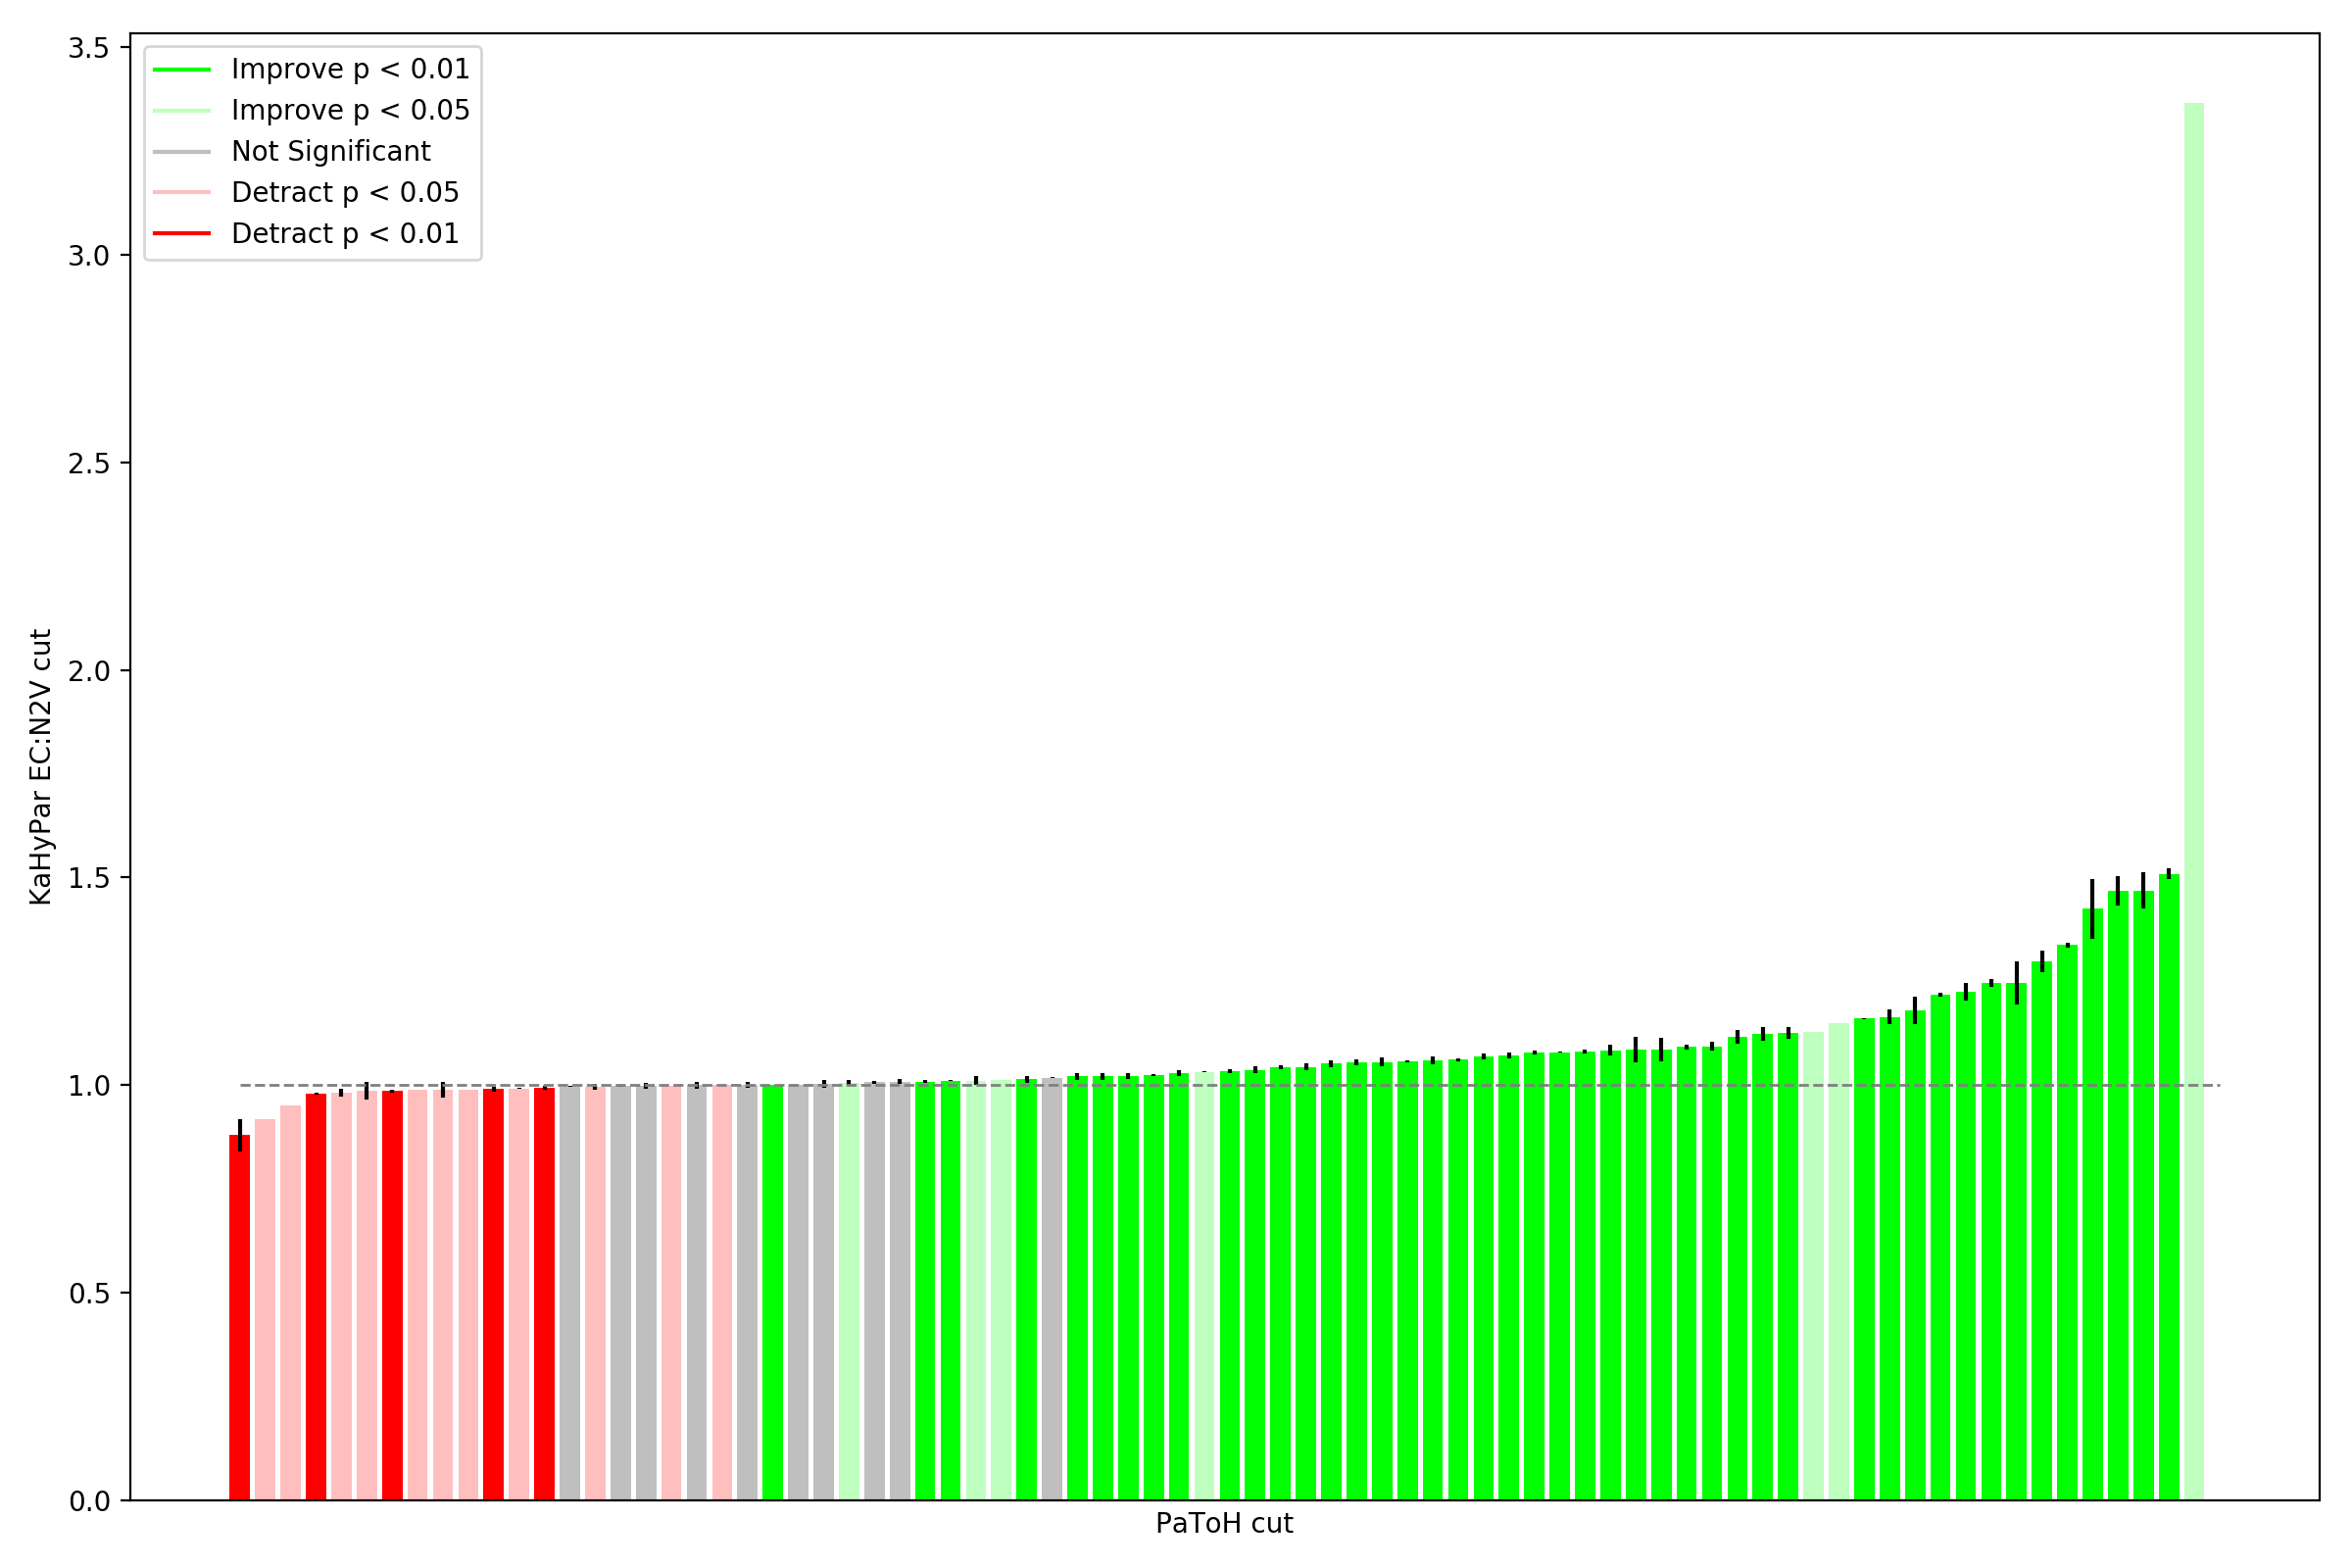 Improve p < 0.01
Improve p < 0.05
Not Significant
Detract p < 0.05
Detract p < 0.01
3.5
3.0
2.5
2.0
1.5
1.0
0.5
0.0
KaHyPar EC:N2V cut
PaToH cut